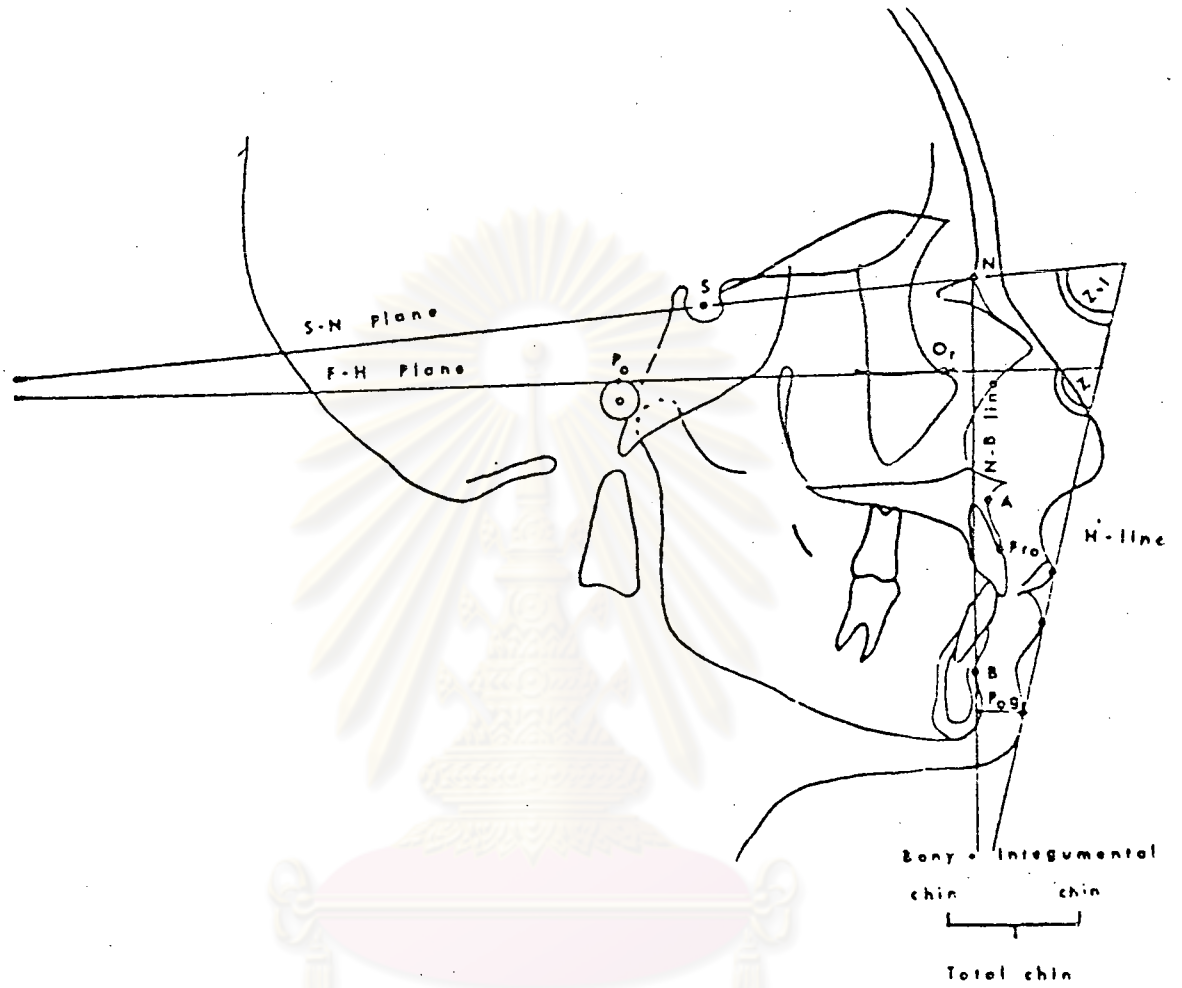 N
S
Z-1
S-N Plane
Or
Po
F-H Plane
Z
N-B line
A
Pro
H-line
B
Pog
Bony + Integumental
chin chin
Total chin